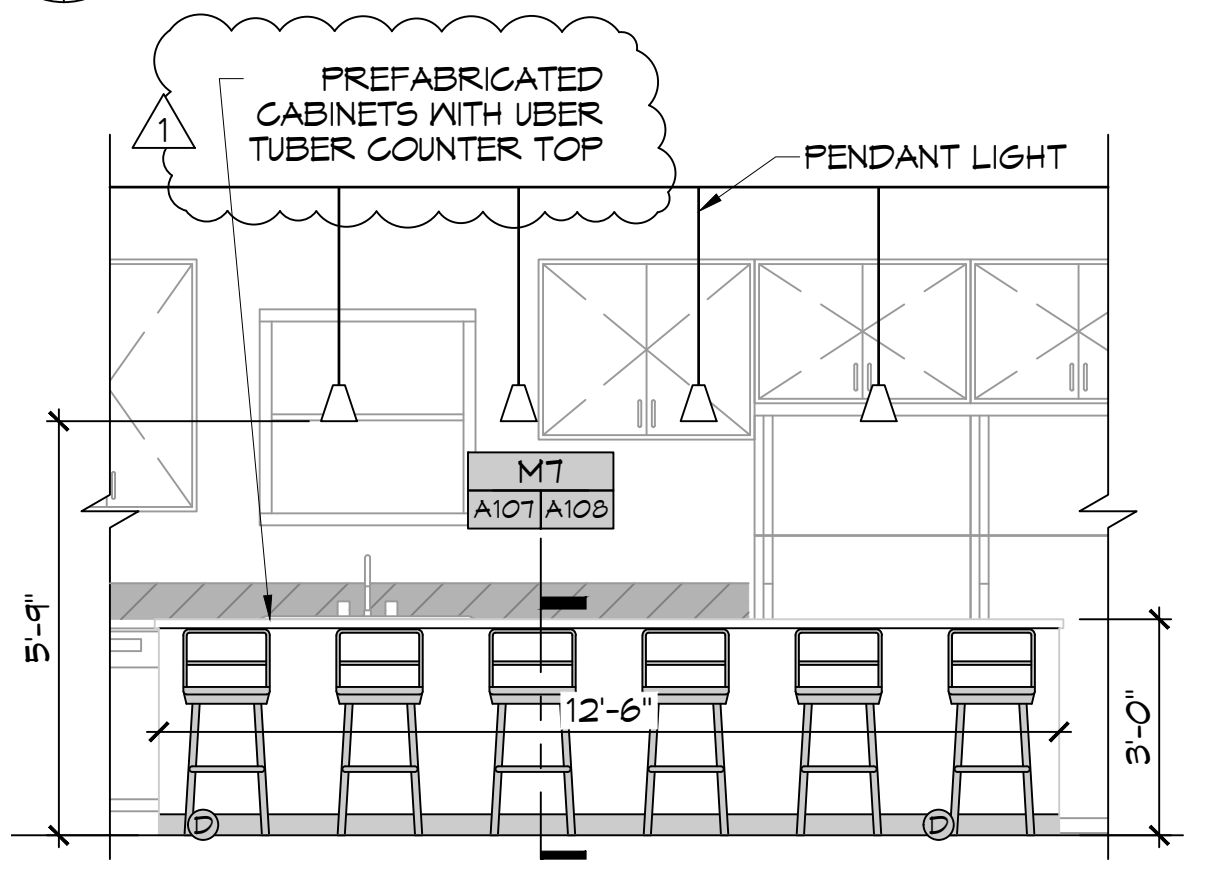 PREFABRICATED
CABINETS WITH UBER
TUBER COUNTER TOP
1
PENDANT LIGHT
M7
A107 A108
5'-9"
12'-6"
3'-0"
D
D